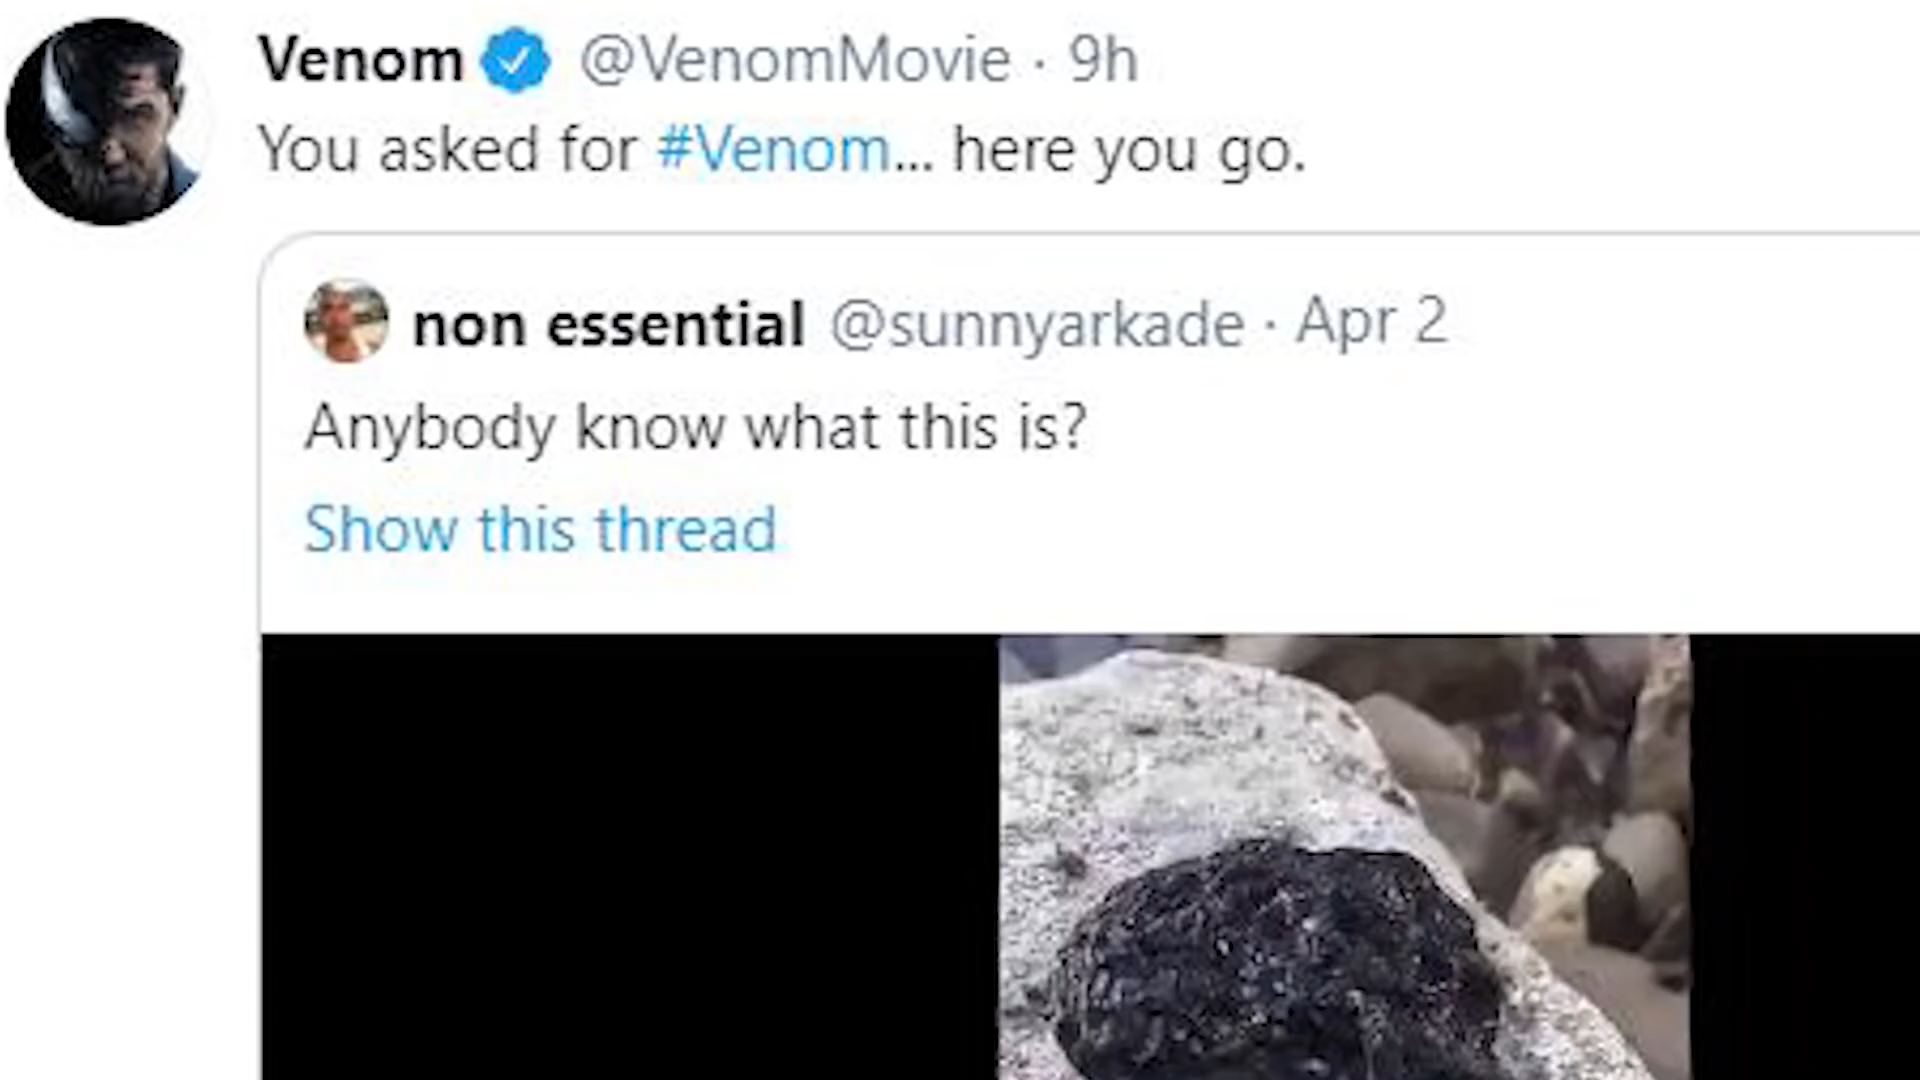 Venom @VenomMovie · 9h
You asked for #Venom... here you go.
non essential @sunnyarkade · Apr 2
Anybody know what this is?
Show this thread